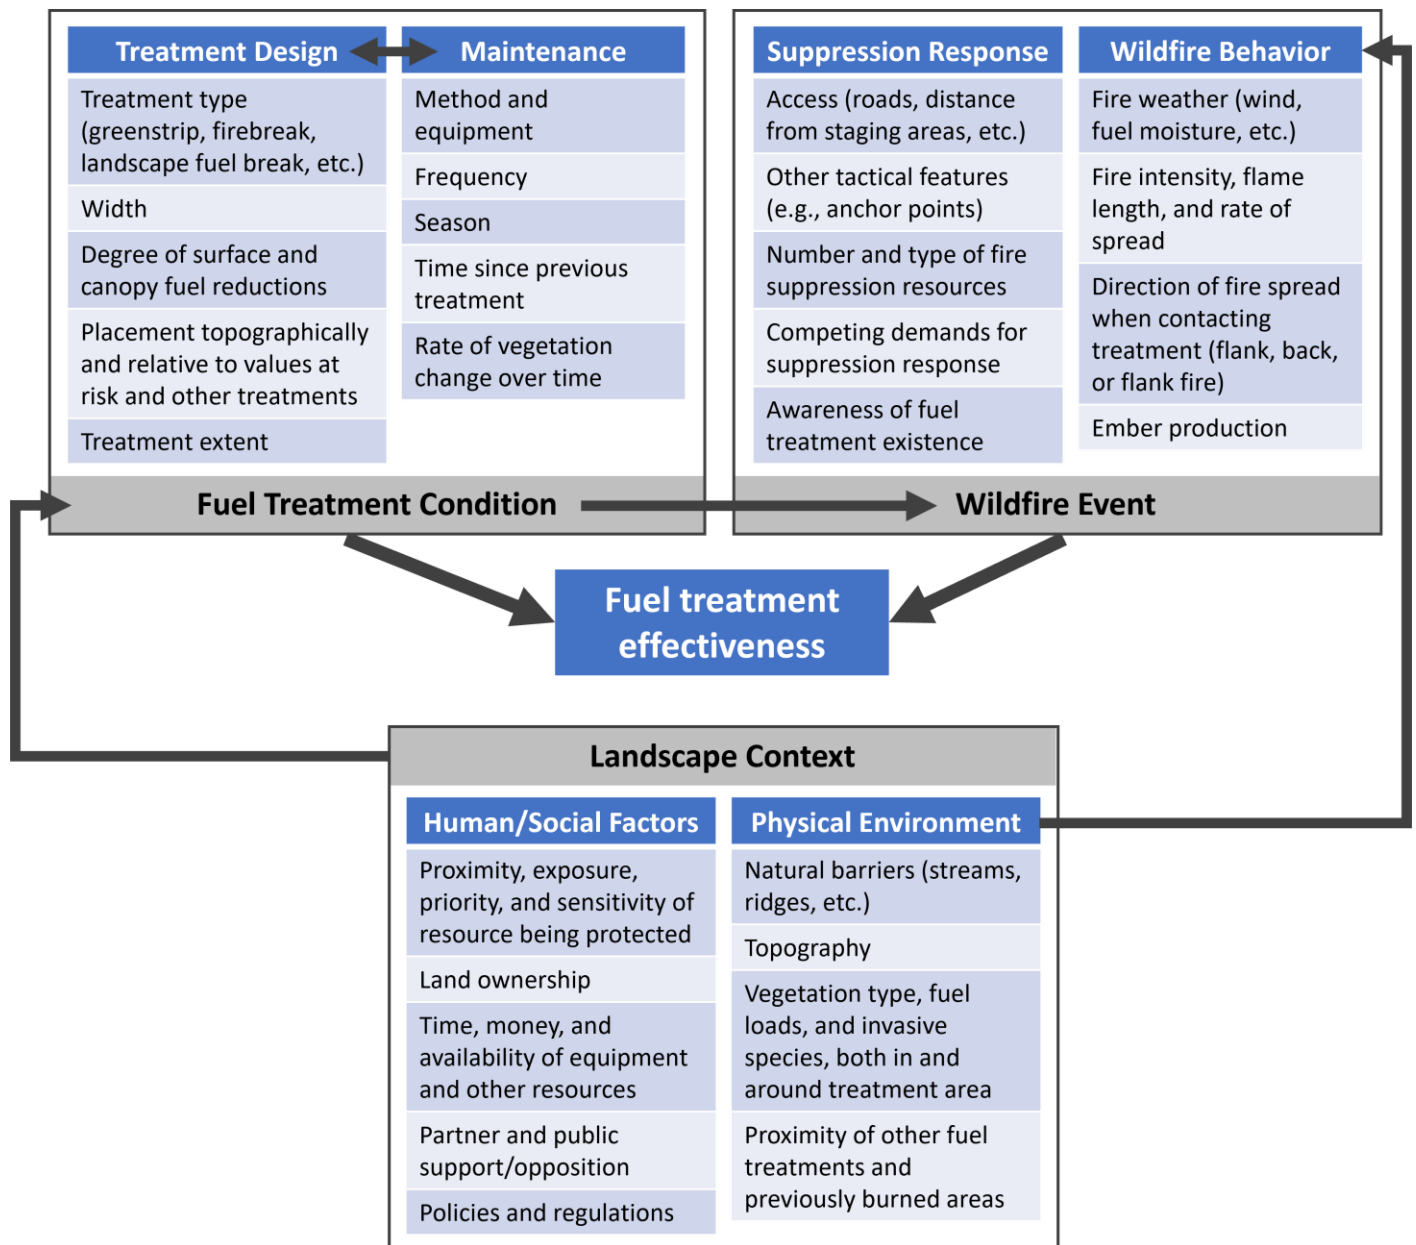 Treatment Design
Treatment type
(greenstrip, firebreak,
landscape fuel break, etc.)
Width
Degree of surface and
canopy fuel reductions
Placement topographically
and relative to values at
risk and other treatments
Treatment extent
Maintenance
Method and
equipment
Frequency
Season
Time since previous
treatment
Rate of vegetation
change over time
Fuel Treatment Condition
Suppression Response
Access (roads, distance
from staging areas, etc.)
Other tactical features
(e.g., anchor points)
Number and type of fire
suppression resources
Competing demands for
suppression response
Awareness of fuel
treatment existence
Wildfire Behavior
Fire weather (wind,
fuel moisture, etc.)
Fire intensity, flame
length, and rate of
spread
Direction of fire spread
when contacting
treatment (flank, back,
or flank fire)
Ember production
Wildfire Event
Fuel treatment
effectiveness
Landscape Context
Human/Social Factors
Proximity, exposure,
priority, and sensitivity of
resource being protected
Land ownership
Time, money, and
availability of equipment
and other resources
Partner and public
support/opposition
Policies and regulations
Physical Environment
Natural barriers (streams,
ridges, etc.)
Topography
Vegetation type, fuel
loads, and invasive
species, both in and
around treatment area
Proximity of other fuel
treatments and
previously burned areas